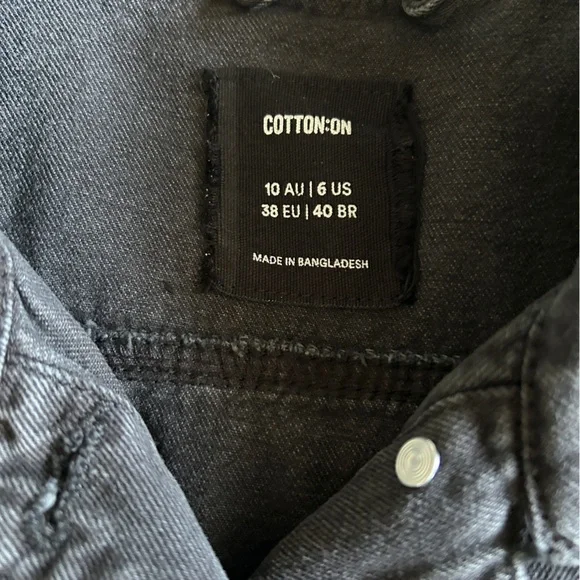 COTTON:ON
10 AU | 6 US
38 EU | 40 BR
MADE IN BANGLADESH